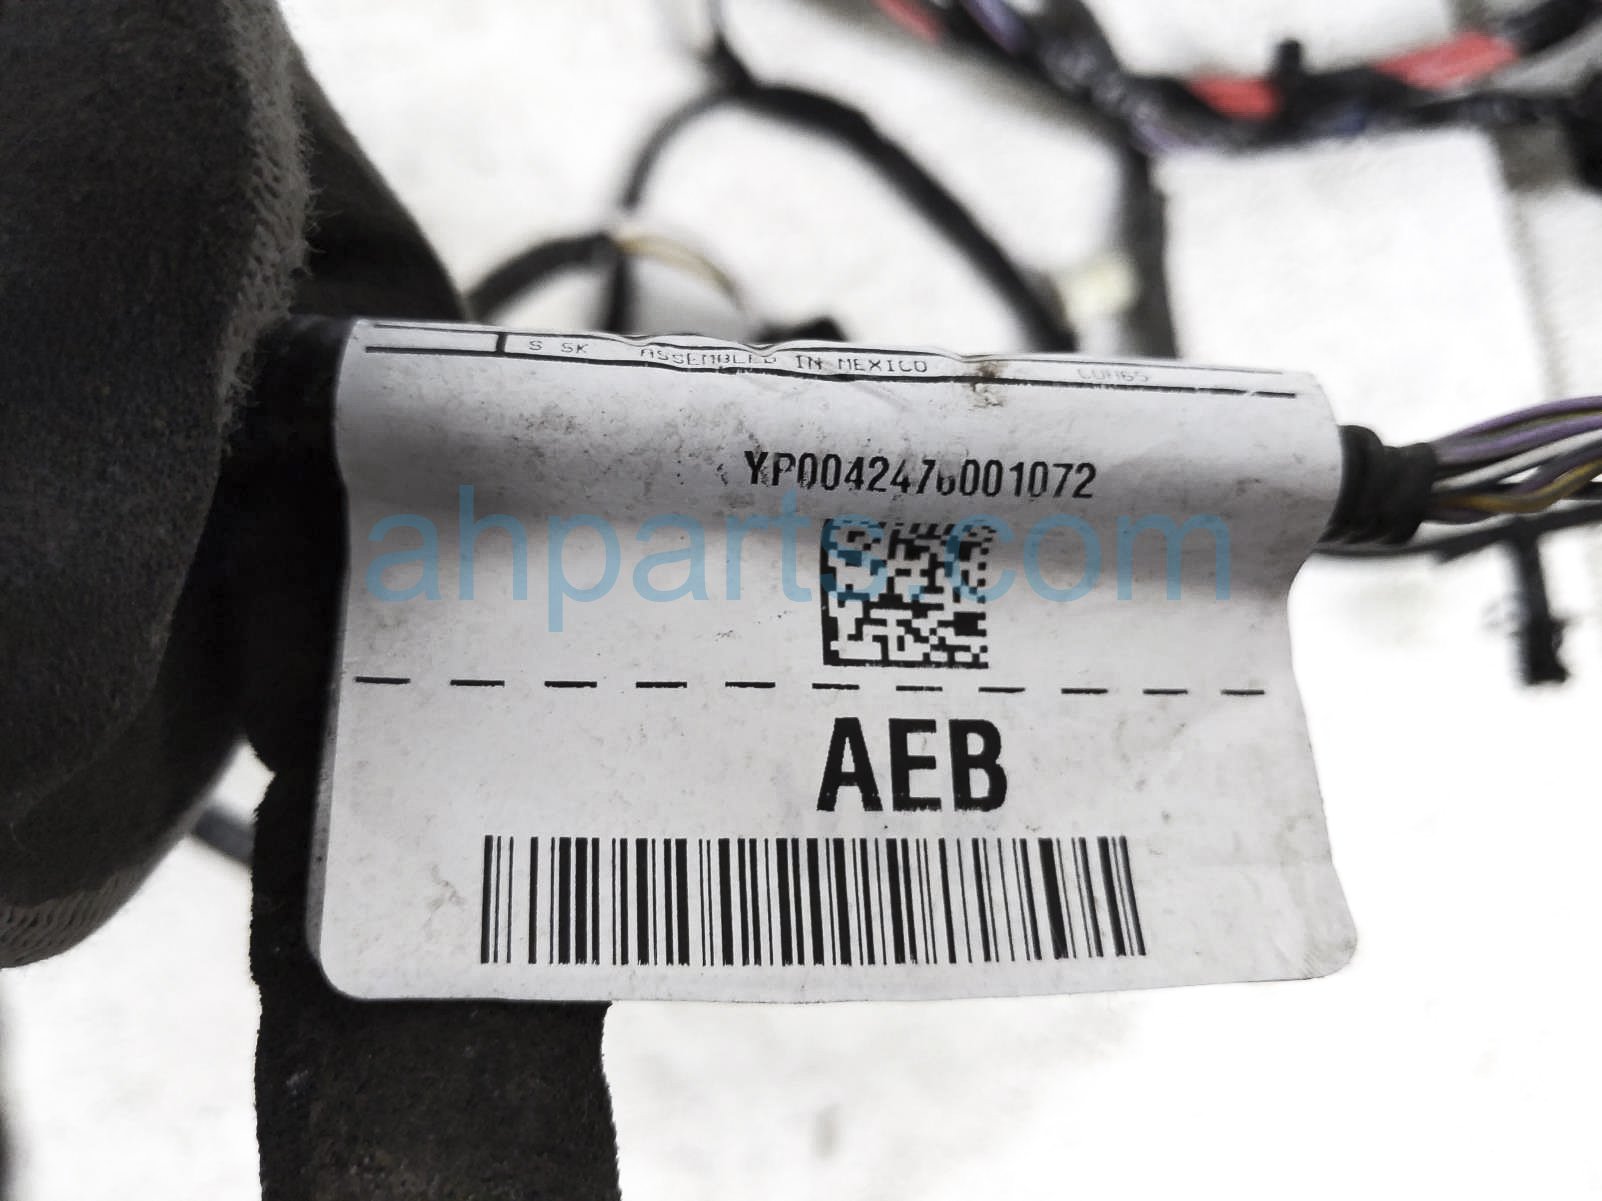 S SK ASSEMBLED IN MEXICO
YP0042476001072
ahparts.com
AEB